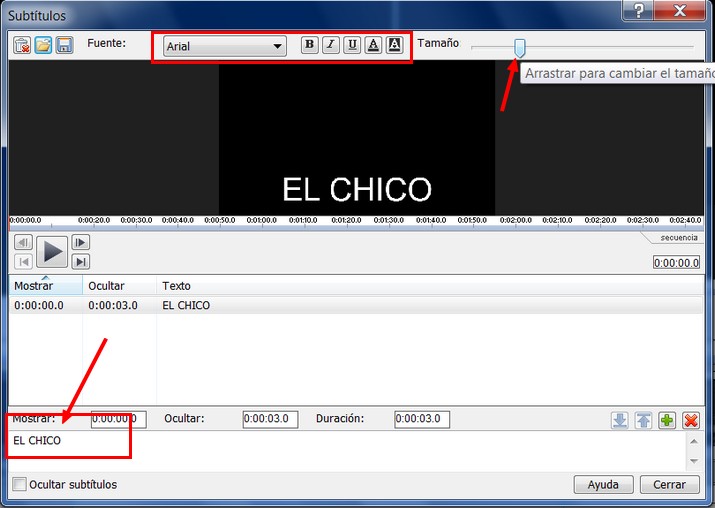 Subtítulos
Fuente: Arial B I U A A Tamaño
Arrastrar para cambiar el tamaño
EL CHICO
0:00:00.0 0:00:20.0 0:00:30.0 0:00:40.0 0:00:50.0 0:01:00.0 0:01:10.0 0:01:20.0 0:01:30.0 0:01:40.0 0:01:50.0 0:02:00.0 0:02:10.0 0:02:20.0 0:02:30.0 0:02:40.0
secuencia
0:00:00.0
Mostrar Ocultar Texto
0:00:00.0 0:00:03.0 EL CHICO
Mostrar: 0:00:00.0 Ocultar: 0:00:03.0 Duración: 0:00:03.0
EL CHICO
Ocultar subtítulos Ayuda Cerrar